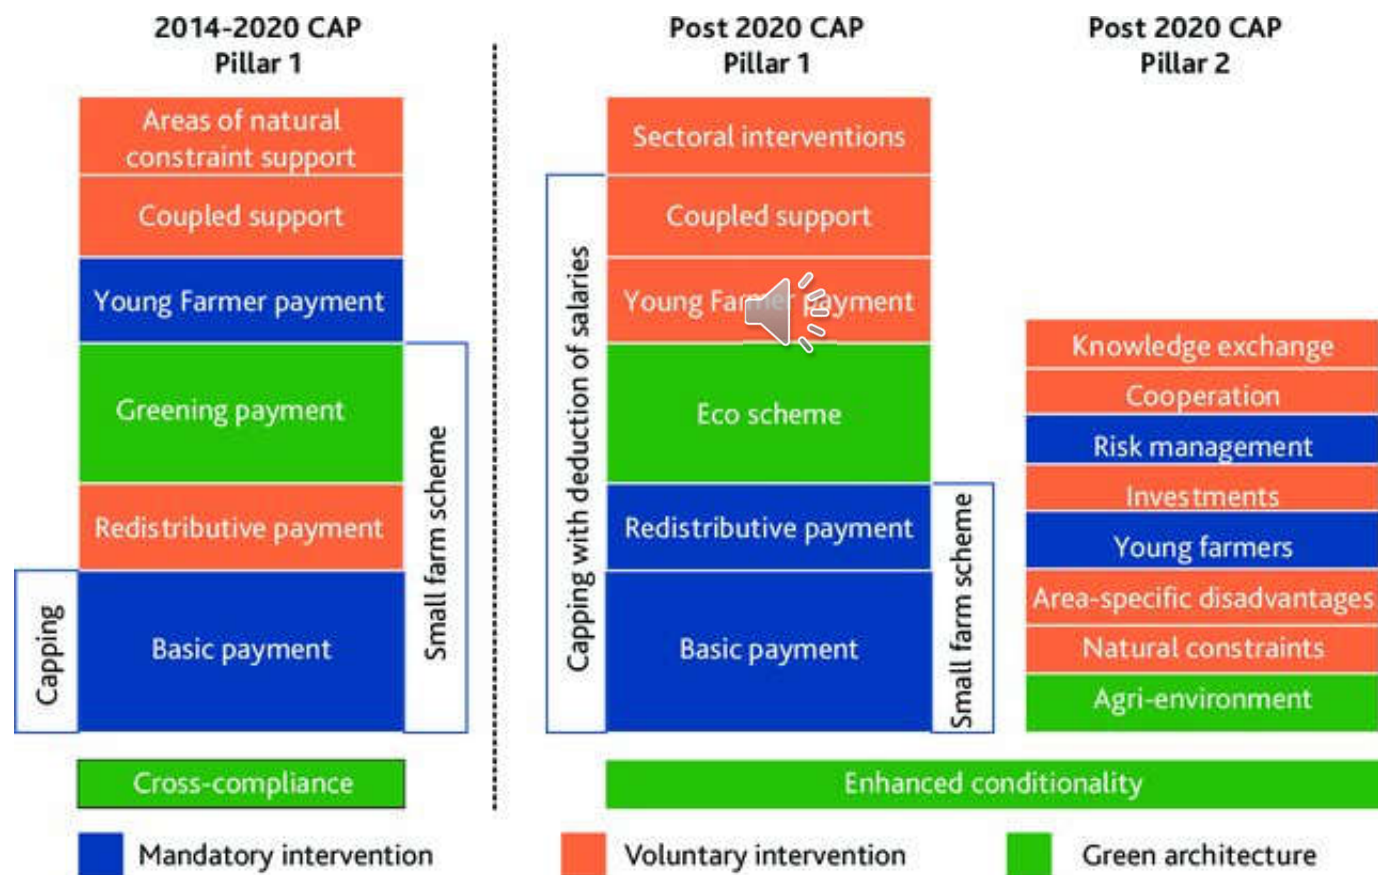 2014-2020 CAP
Pillar 1
Post 2020 CAP
Pillar 1
Post 2020 CAP
Pillar 2
Areas of natural
constraint support
Coupled support
Young Farmer payment
Greening payment
Redistributive payment
Basic payment
Capping
Small farm scheme
Cross-compliance
Sectoral interventions
Coupled support
Young Farmer payment
Eco scheme
Redistributive payment
Basic payment
Capping with deduction of salaries
Small farm scheme
Knowledge exchange
Cooperation
Risk management
Investments
Young farmers
Area-specific disadvantages
Natural constraints
Agri-environment
Enhanced conditionality
Mandatory intervention
Voluntary intervention
Green architecture